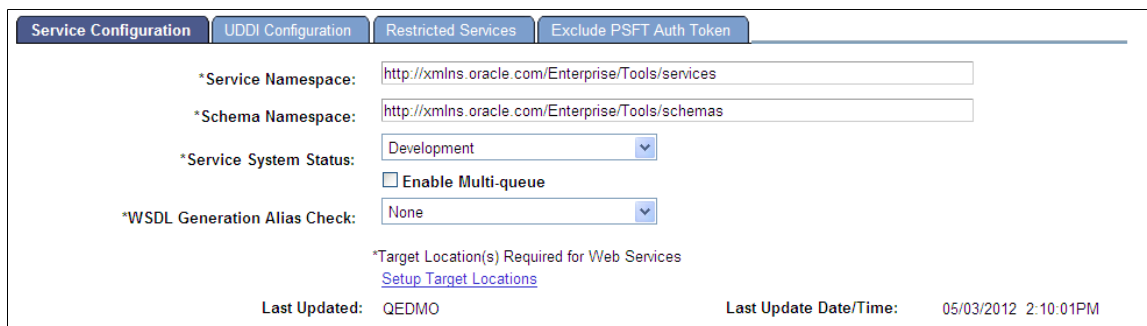 Service Configuration UDDI Configuration Restricted Services Exclude PSFT Auth Token
*Service Namespace: http://xmlns.oracle.com/Enterprise/Tools/services
*Schema Namespace: http://xmlns.oracle.com/Enterprise/Tools/schemas
*Service System Status: Development
Enable Multi-queue
*WSDL Generation Alias Check: None
*Target Location(s) Required for Web Services
Setup Target Locations
Last Updated: QEDMO Last Update Date/Time: 05/03/2012 2:10:01PM